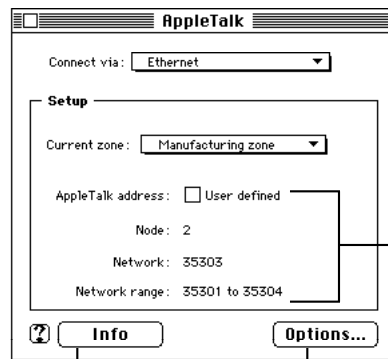 AppleTalk
Connect via: Ethernet
Setup
Current zone: Manufacturing zone
AppleTalk address: User defined
Node: 2
Network: 35303
Network range: 35301 to 35304
? Info Options...